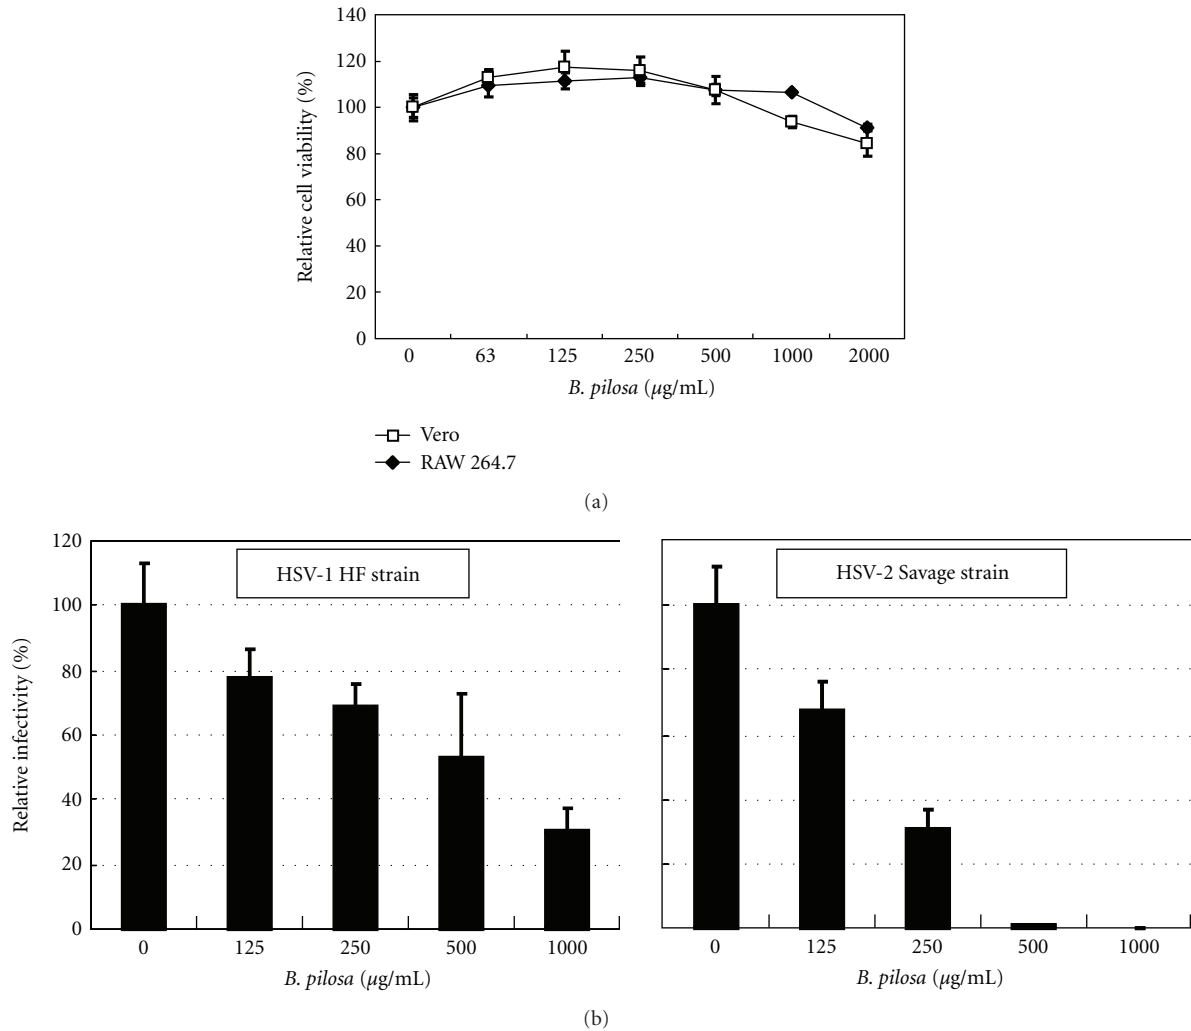 140
120
100
80
60
40
20
0
Relative cell viability (%)
0 63 125 250 500 1000 2000
B. pilosa (µg/mL)
Vero
RAW 264.7
(a)
120
100
80
60
40
20
0
Relative infectivity (%)
HSV-1 HF strain
0 125 250 500 1000
B. pilosa (µg/mL)
HSV-2 Savage strain
0 125 250 500 1000
B. pilosa (µg/mL)
(b)